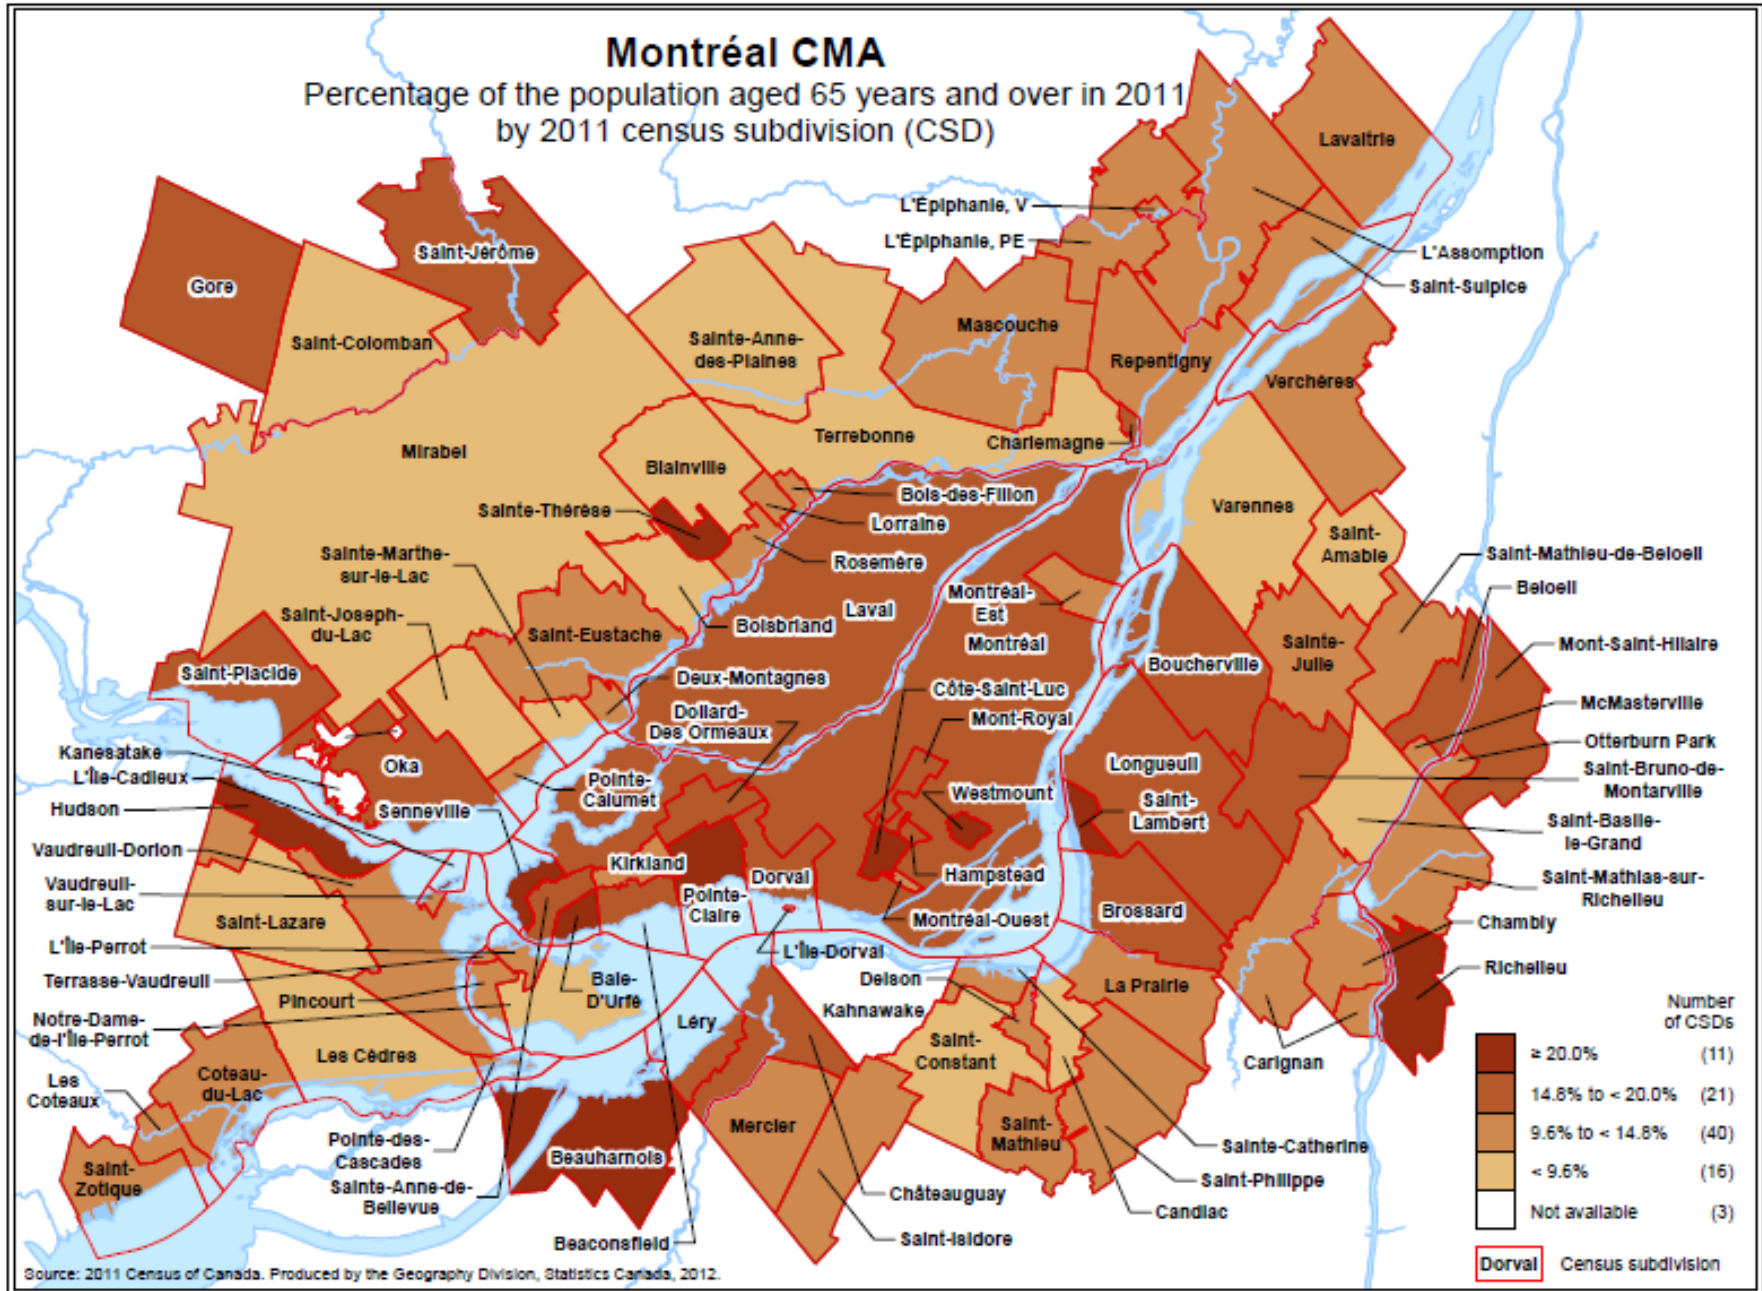 Montréal CMA
Percentage of the population aged 65 years and over in 2011
by 2011 census subdivision (CSD)
Lavaltrie
L'Épiphanie, V
L'Épiphanie, PE
L'Assomption
Saint-Sulpice
Saint-Jérôme
Gore
Saint-Colomban
Sainte-Anne-
des-Plaines
Mascouche
Repentigny
Verchères
Mirabel
Terrebonne
Charlemagne
Blainville
Bois-des-Filion
Lorraine
Rosemère
Sainte-Thérèse
Varennes
Saint-
Amable
Saint-Mathieu-de-Beloeil
Beloeil
Mont-Saint-Hilaire
McMasterville
Otterburn Park
Saint-Bruno-de-
Montarville
Saint-Basile-
le-Grand
Saint-Mathias-sur-
Richelieu
Chambly
Richelieu
Carignan
Sainte-Marthe-
sur-le-Lac
Saint-Joseph-
du-Lac
Saint-Eustache
Boisbriand
Laval
Montréal-
Est
Montréal
Boucherville
Sainte-
Julie
Saint-Placide
Deux-Montagnes
Côte-Saint-Luc
Dollard-
Des Ormeaux
Mont-Royal
Kanesatake
L'Île-Cadieux
Oka
Pointe-
Calumet
Longueuil
Westmount
Saint-
Lambert
Hudson
Senneville
Vaudreuil-Dorion
Kirkland
Dorval
Hampstead
Vaudreuil-
sur-le-Lac
Pointe-
Claire
Montréal-Ouest
Brossard
Saint-Lazare
L'Île-Perrot
Terrasse-Vaudreuil
L'Île-Dorval
Baie-
D'Urfé
Pincourt
Notre-Dame-
de-l'Île-Perrot
Delson
Kahnawake
La Prairie
Léry
Les Cèdres
Saint-
Constant
Les
Coteaux
Coteau-
du-Lac
Mercier
Saint-
Mathieu
Pointe-des-
Cascades
Beauharnois
Sainte-Catherine
Saint-
Zotique
Sainte-Anne-de-
Bellevue
Saint-Philippe
Châteauguay
Candiac
Saint-Isidore
Beaconsfield
Number
of CSDs
≥ 20.0% (11)
14.8% to < 20.0% (21)
9.6% to < 14.8% (40)
< 9.6% (16)
Not available (3)
Dorval Census subdivision
Source: 2011 Census of Canada. Produced by the Geography Division, Statistics Canada, 2012.